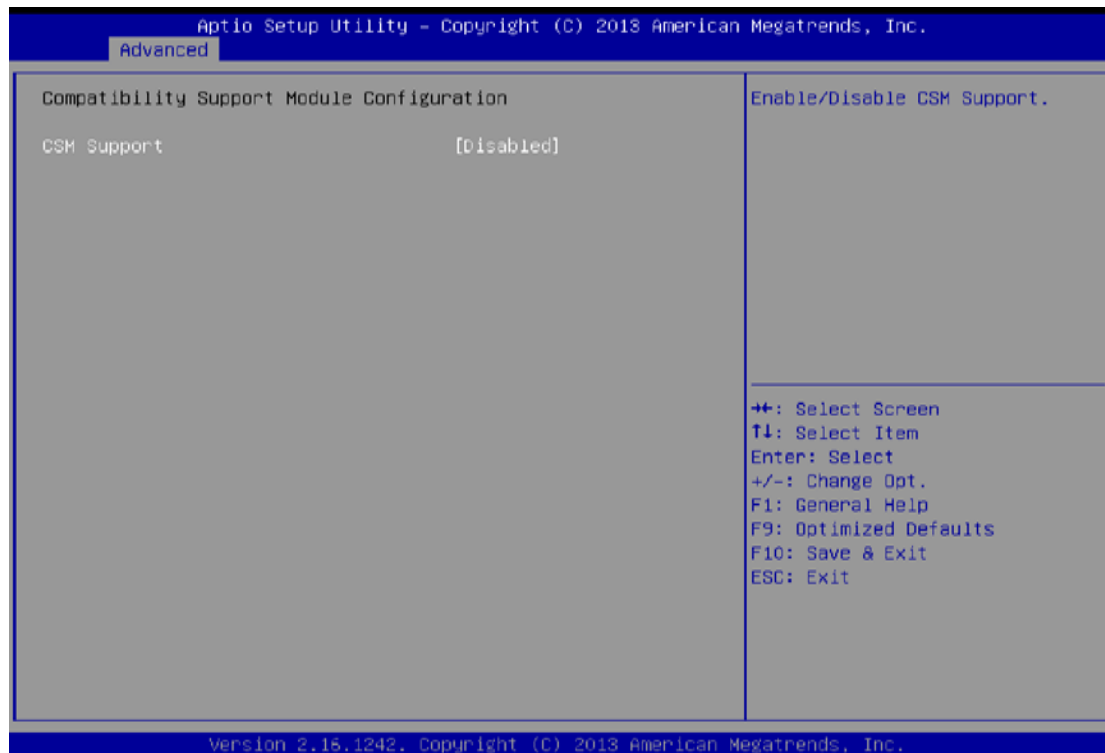 Aptio Setup Utility – Copyright (C) 2013 American Megatrends, Inc.
Advanced
Compatibility Support Module Configuration
CSM Support [Disabled]
Enable/Disable CSM Support.
→←: Select Screen
↑↓: Select Item
Enter: Select
+/-: Change Opt.
F1: General Help
F9: Optimized Defaults
F10: Save & Exit
ESC: Exit
Version 2.16.1242. Copyright (C) 2013 American Megatrends, Inc.